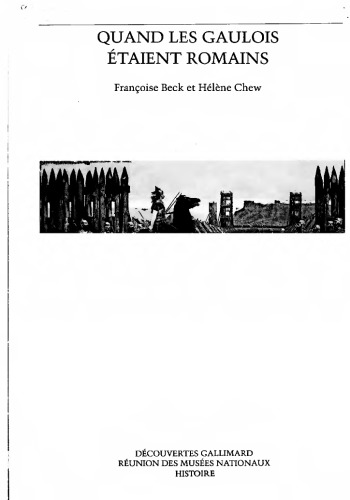 QUAND LES GAULOIS
ÉTAIENT ROMAINS
Françoise Beck et Hélène Chew
DÉCOUVERTES GALLIMARD
RÉUNION DES MUSÉES NATIONAUX
HISTOIRE